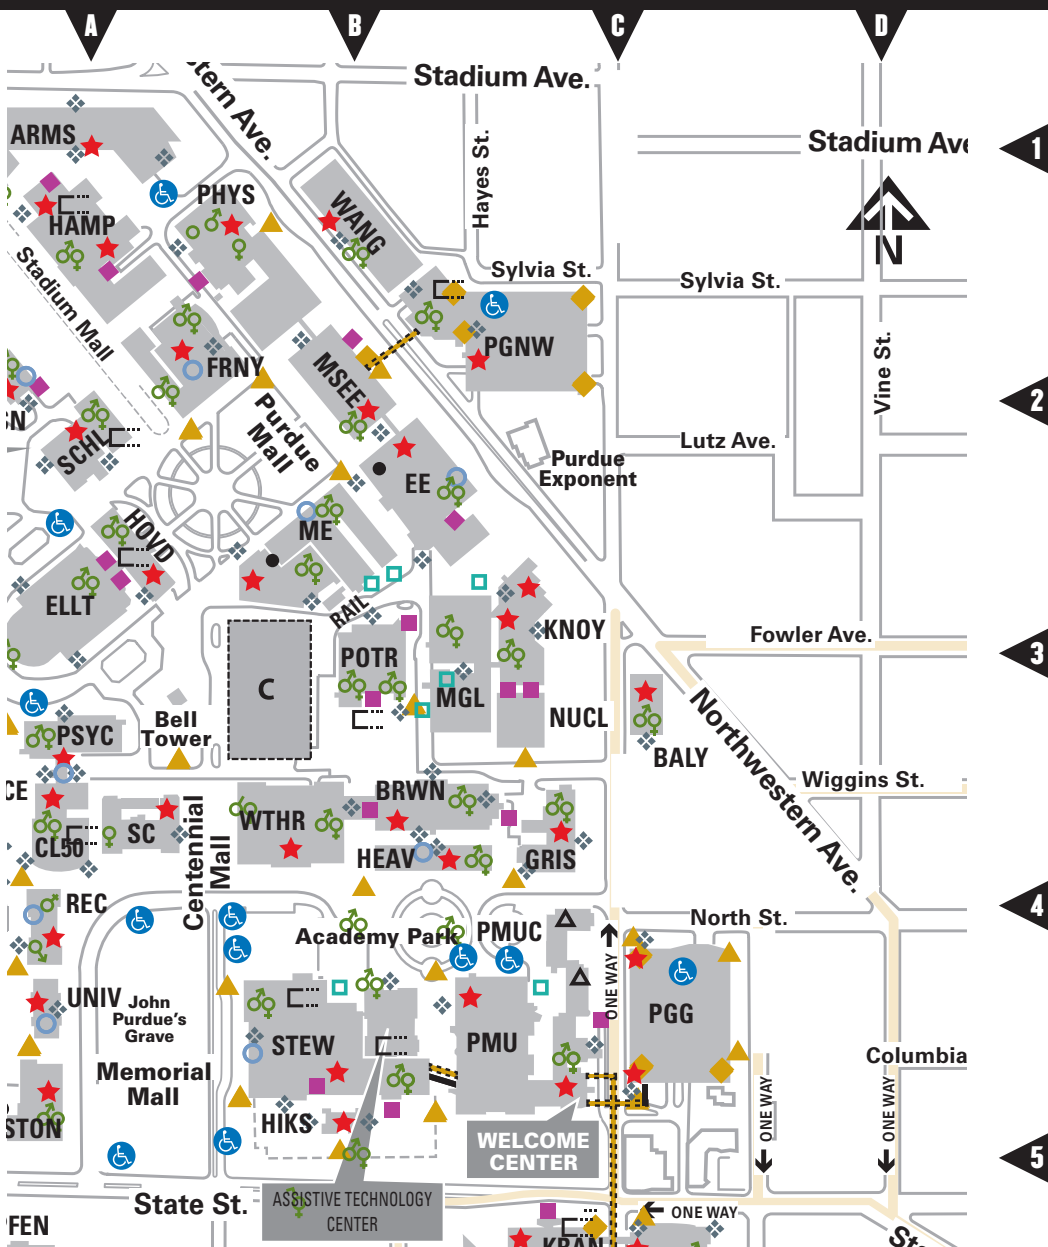 A B C D
Stadium Ave.
stern Ave.
Hayes St.
Stadium Ave
1
ARMS
PHYS
WANG
HAMP
N
Sylvia St.
Sylvia St.
Stadium Mall
PGNW
FRNY
MSEE
Vine St.
2
Purdue
Mall
GN
SCHL
Lutz Ave.
Purdue
Exponent
EE
HOVD
ME
ELLT
RAIL
KNOY
Fowler Ave.
3
POTR
C
MGL
NUCL
Northwestern Ave.
Bell
Tower
PSYC
BALY
Wiggins St.
CE
BRWN
WTHR
SC
CL50
Centennial
Mall
HEAV
GRIS
REC
4
North St.
Academy Park
PMUC
ONE WAY
UNIV
John
Purdue's
Grave
PGG
STEW
PMU
Columbia
Memorial
Mall
ONE WAY
ONE WAY
HIKS
STON
WELCOME
CENTER
5
State St.
ASSISTIVE TECHNOLOGY
CENTER
ONE WAY
PFEN
KRAN
Sta